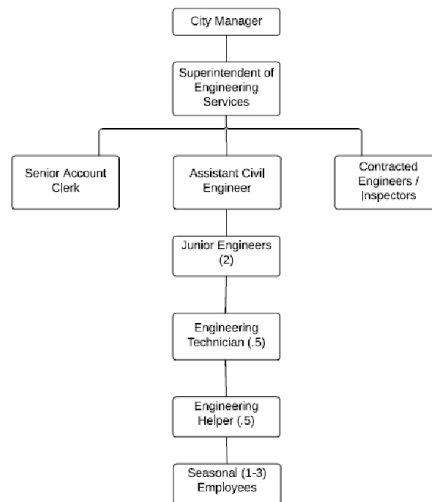 City Manager
Superintendent of
Engineering
Services
Senior Account
Clerk
Assistant Civil
Engineer
Contracted
Engineers /
Inspectors
Junior Engineers
(2)
Engineering
Technician (.5)
Engineering
Helper (.5)
Seasonal (1-3)
Employees